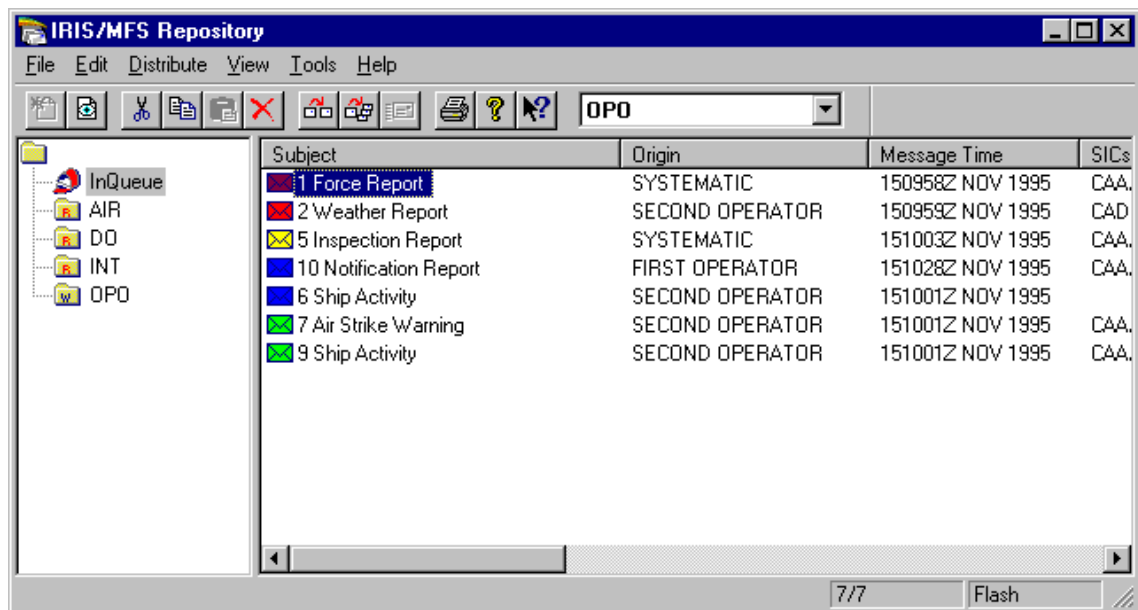 IRIS/MFS Repository
File Edit Distribute View Tools Help
OPO
Subject Origin Message Time SICs
InQueue
AIR
DO
INT
OPO
1 Force Report SYSTEMATIC 150958Z NOV 1995 CAA.
2 Weather Report SECOND OPERATOR 150959Z NOV 1995 CAD
5 Inspection Report SYSTEMATIC 151003Z NOV 1995 CAA.
10 Notification Report FIRST OPERATOR 151028Z NOV 1995 CAA.
6 Ship Activity SECOND OPERATOR 151001Z NOV 1995
7 Air Strike Warning SECOND OPERATOR 151001Z NOV 1995 CAA.
9 Ship Activity SECOND OPERATOR 151001Z NOV 1995 CAA.
7/7 Flash